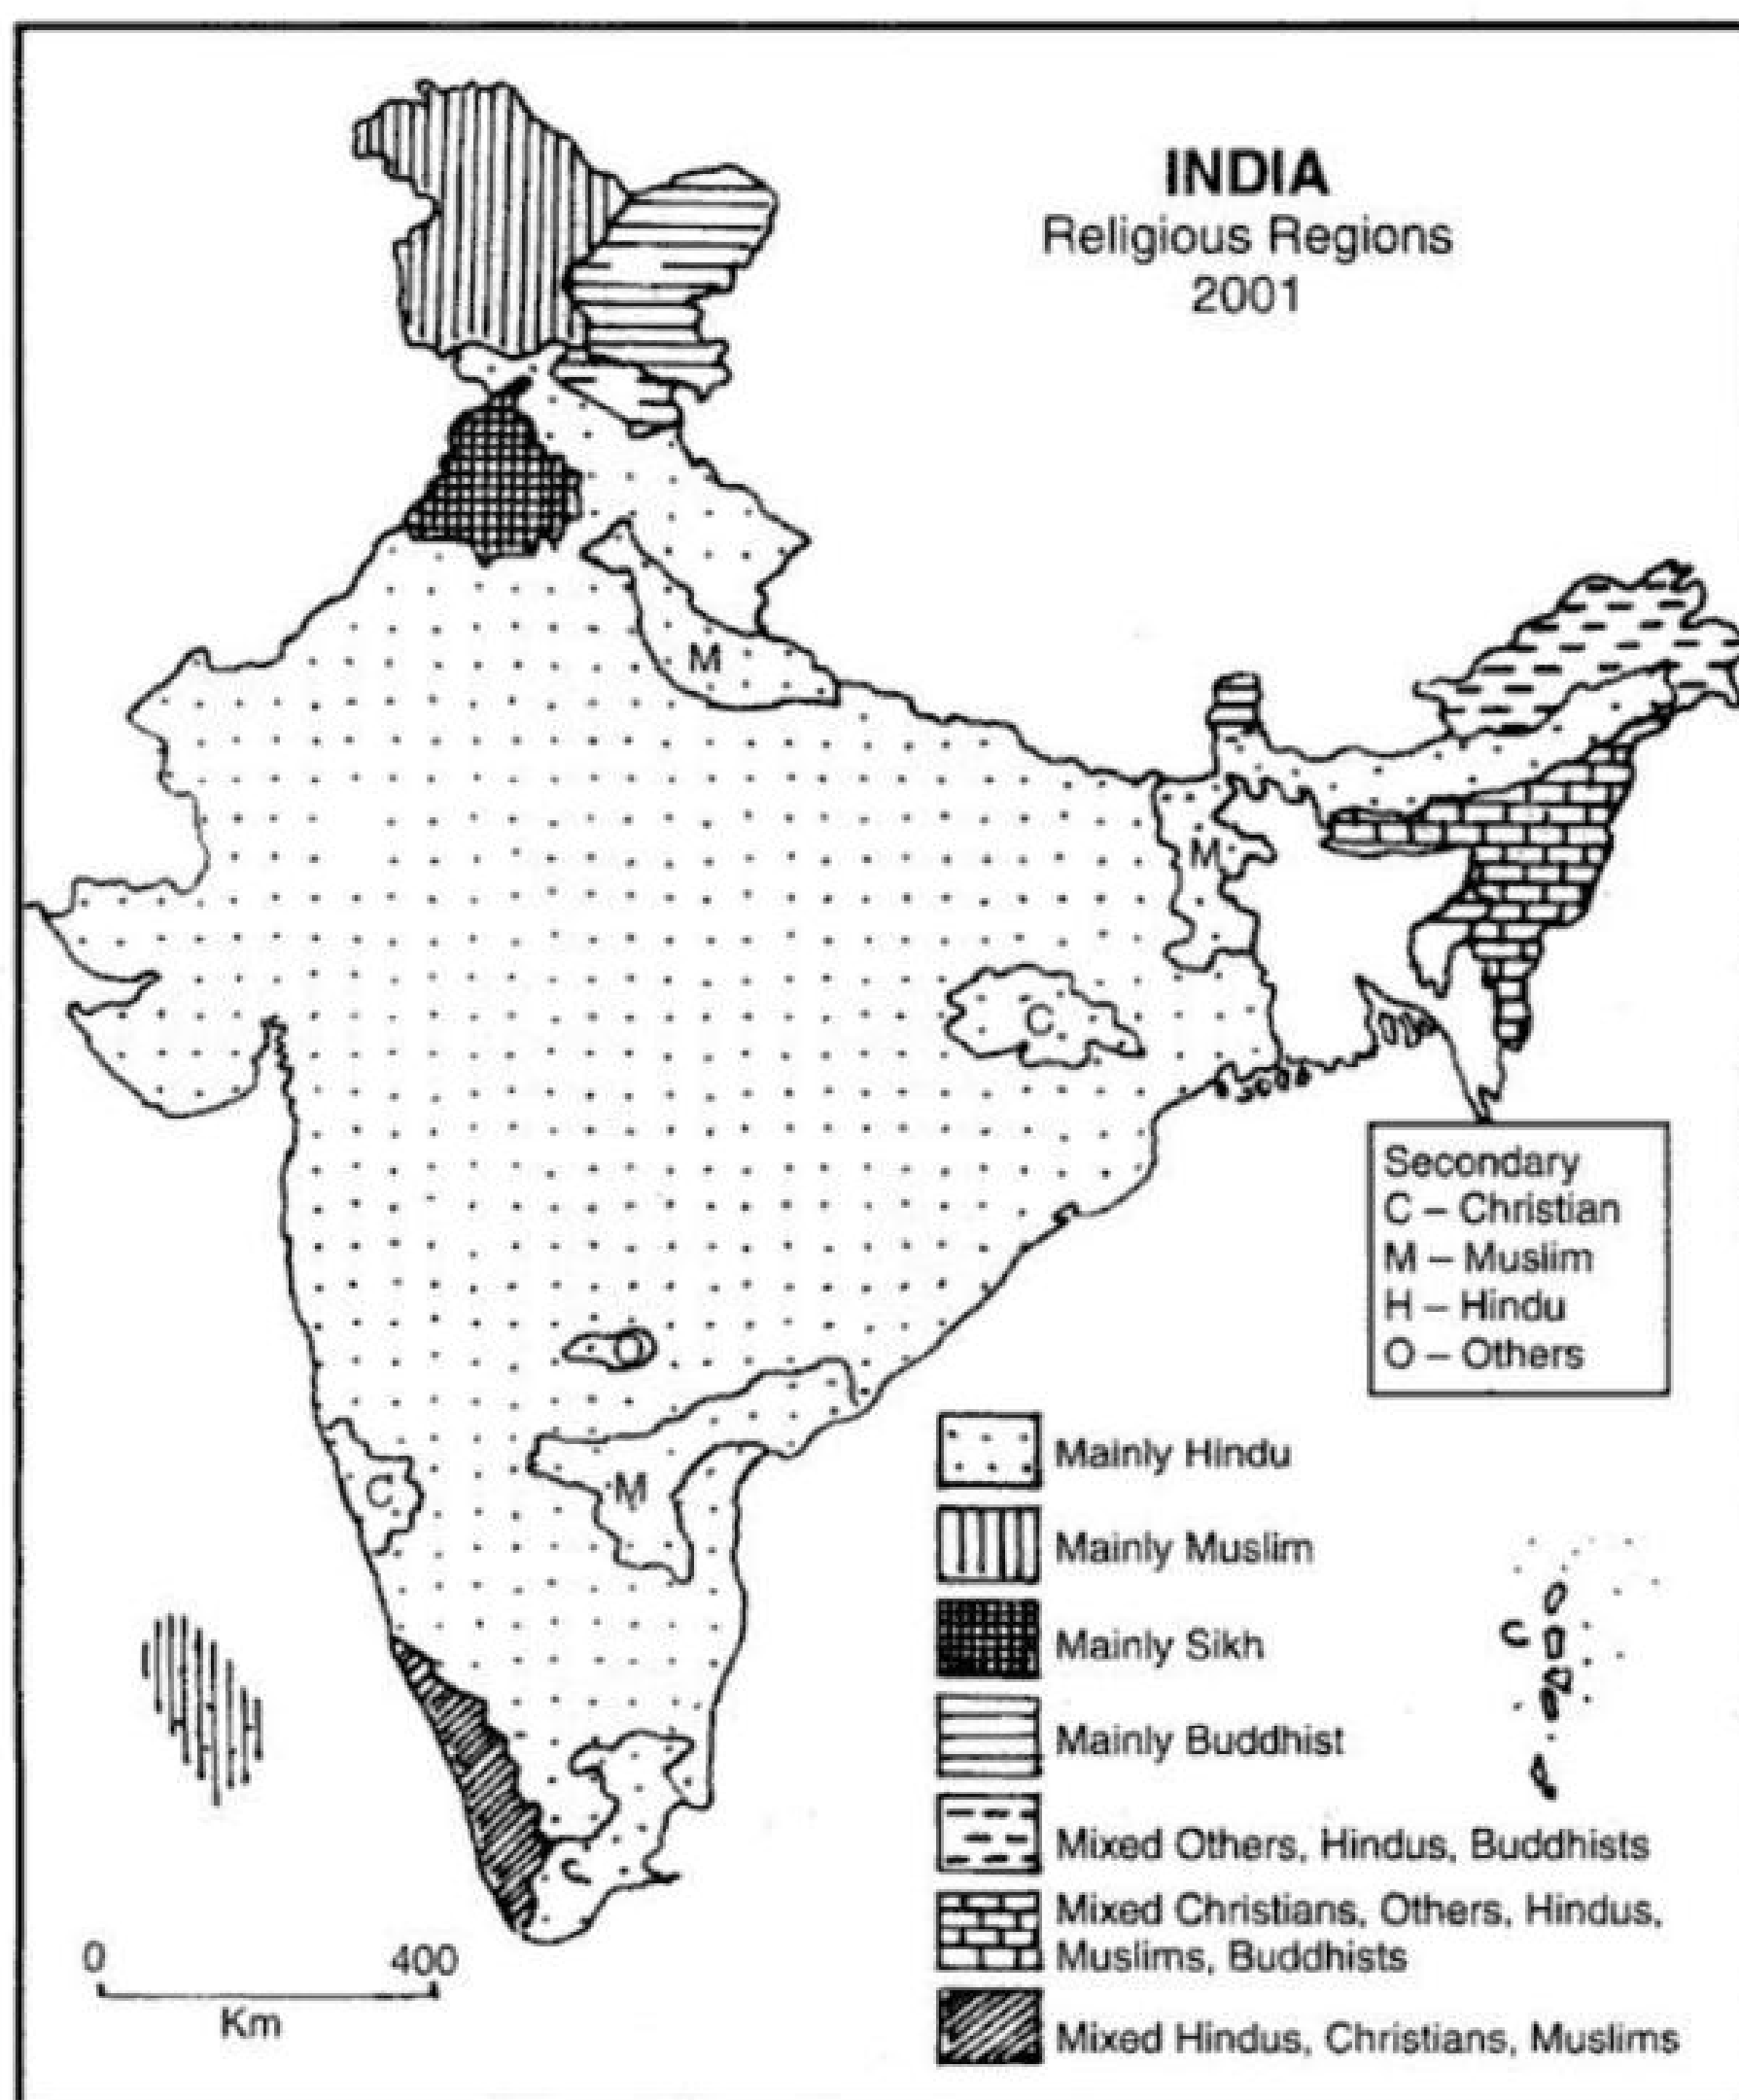 INDIA
Religious Regions
2001
M
M
C
O
C
M
C
C
Secondary
C – Christian
M – Muslim
H – Hindu
O – Others
Mainly Hindu
Mainly Muslim
Mainly Sikh
Mainly Buddhist
Mixed Others, Hindus, Buddhists
Mixed Christians, Others, Hindus,
Muslims, Buddhists
Mixed Hindus, Christians, Muslims
0 400
Km